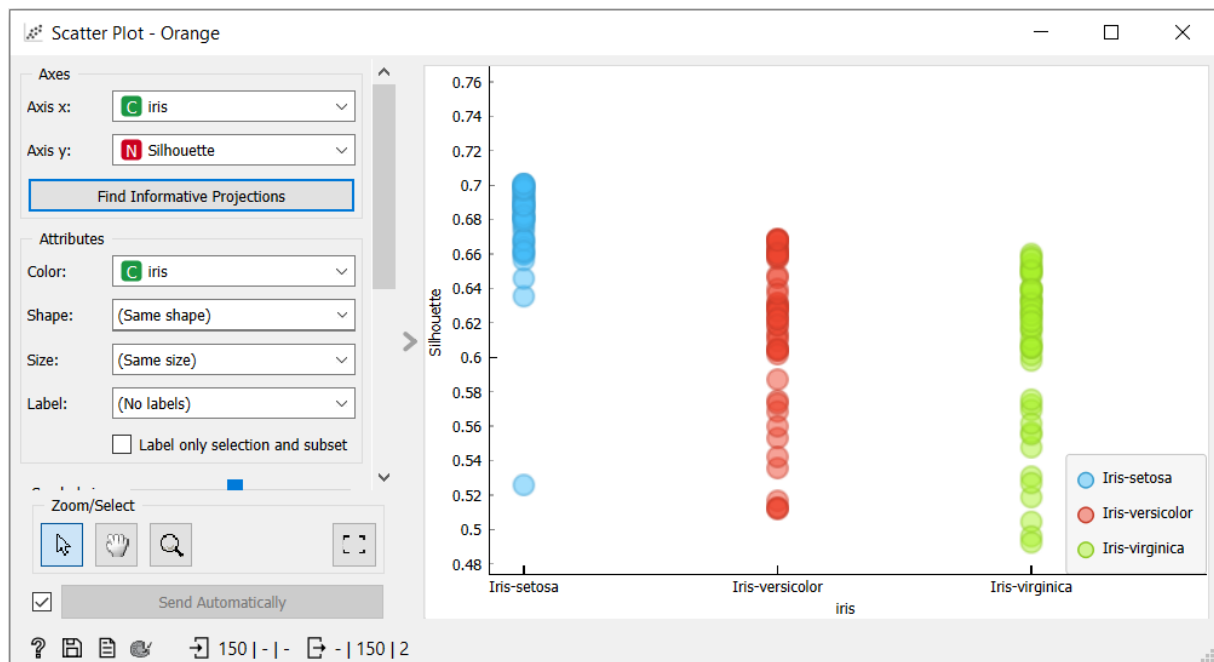 Scatter Plot - Orange
Axes
Axis x:
C iris
Axis y:
N Silhouette
Find Informative Projections
Attributes
Color:
C iris
Shape:
(Same shape)
Size:
(Same size)
Label:
(No labels)
Label only selection and subset
Zoom/Select
Send Automatically
150 | - | -
- | 150 | 2
Silhouette
0.76
0.74
0.72
0.7
0.68
0.66
0.64
0.62
0.6
0.58
0.56
0.54
0.52
0.5
0.48
Iris-setosa
Iris-versicolor
Iris-virginica
iris
Iris-setosa
Iris-versicolor
Iris-virginica